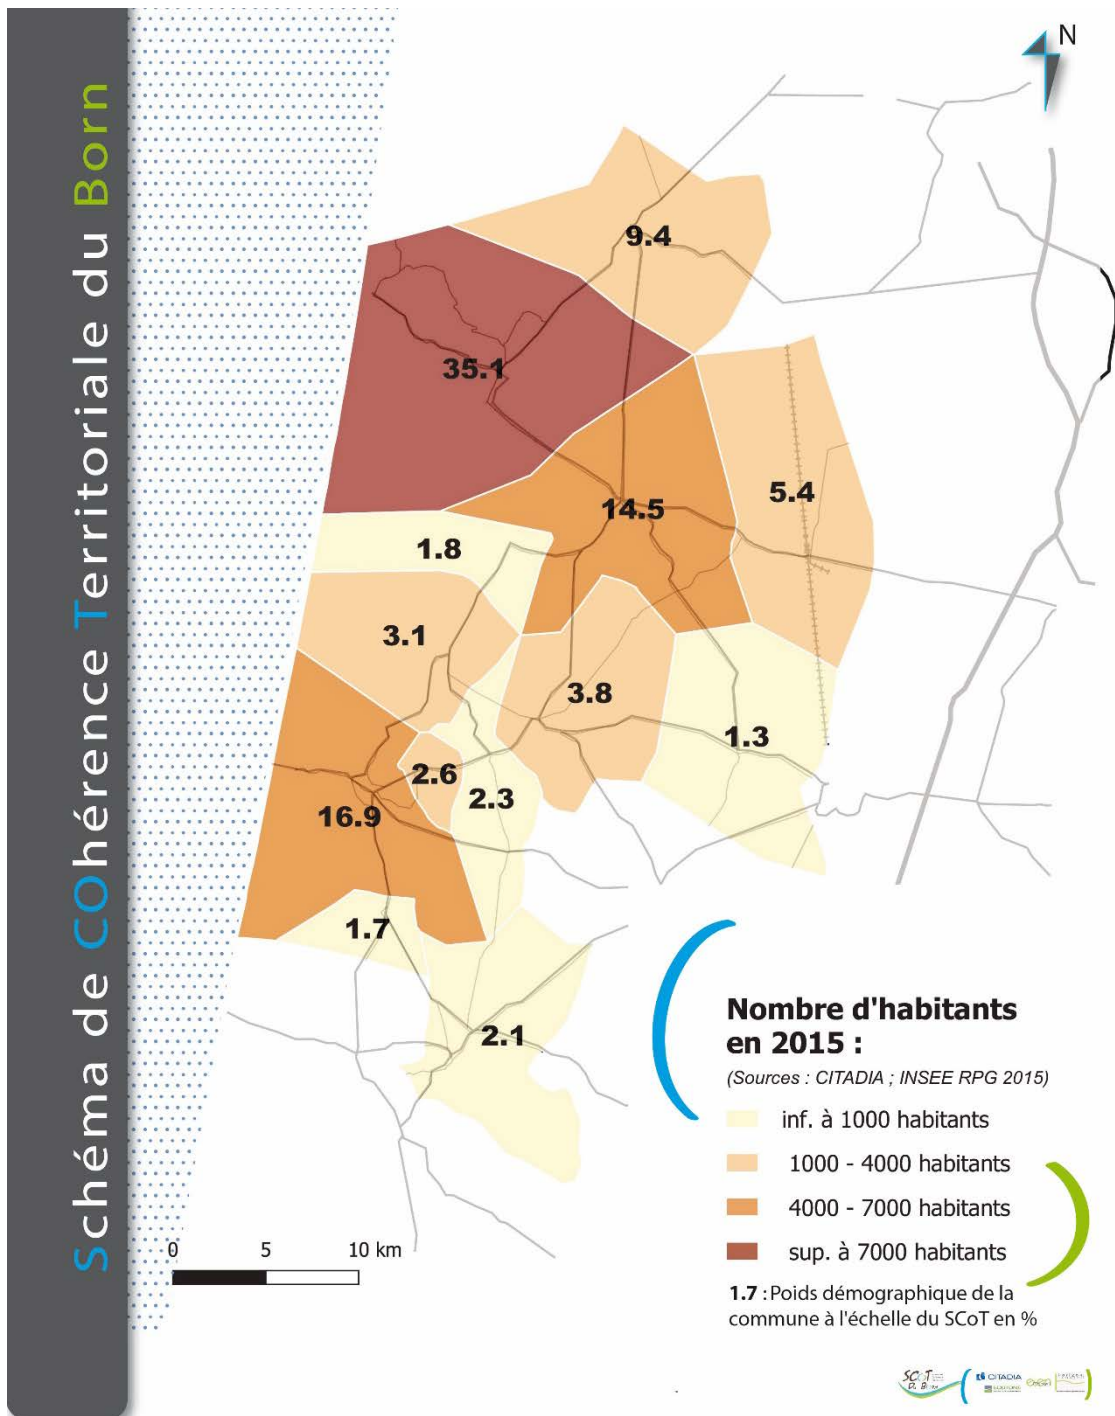 Schéma de COhérence Territoriale du Born
N
9.4
35.1
5.4
14.5
1.8
3.1
3.8
1.3
2.6
2.3
16.9
1.7
2.1
Nombre d'habitants
en 2015 :
(Sources : CITADIA ; INSEE RPG 2015)
inf. à 1000 habitants
1000 - 4000 habitants
4000 - 7000 habitants
sup. à 7000 habitants
1.7 : Poids démographique de la
commune à l'échelle du SCoT en %
0 5 10 km
SCOT
CITADIA